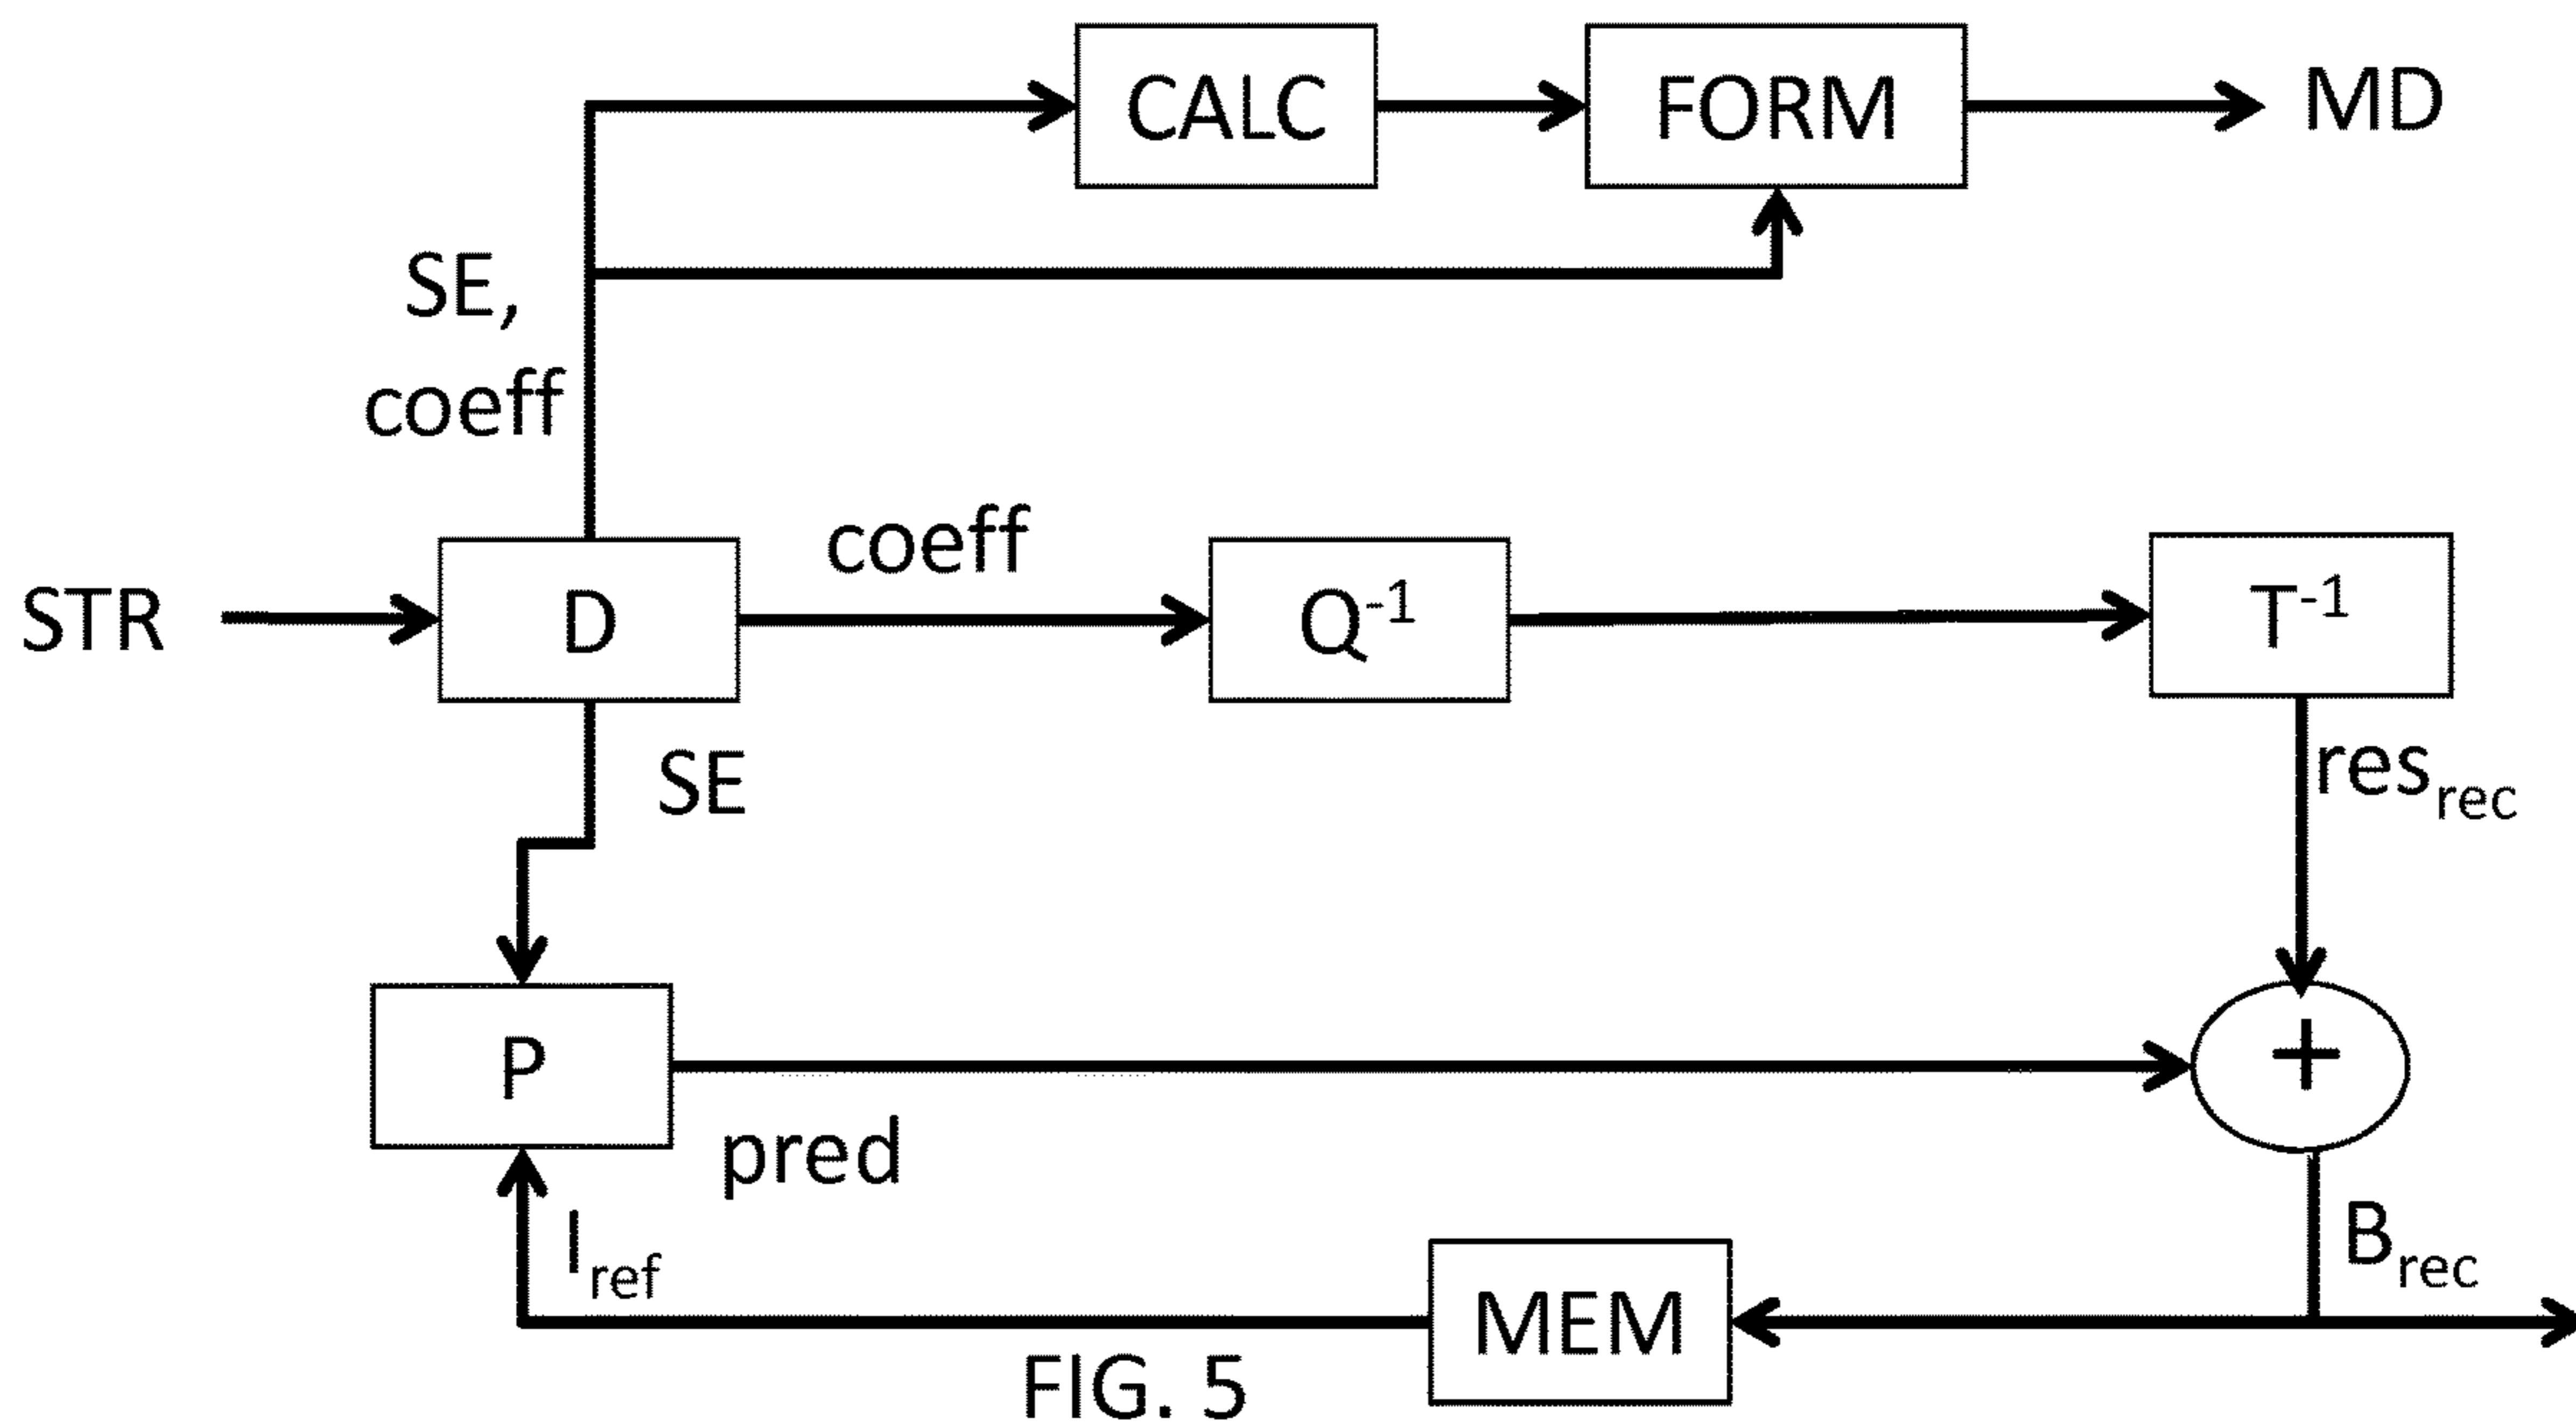 CALC
FORM
MD
SE,
coeff
STR
D
coeff
Q-1
T-1
SE
resrec
P
+
pred
Iref
Brec
MEM
FIG. 5